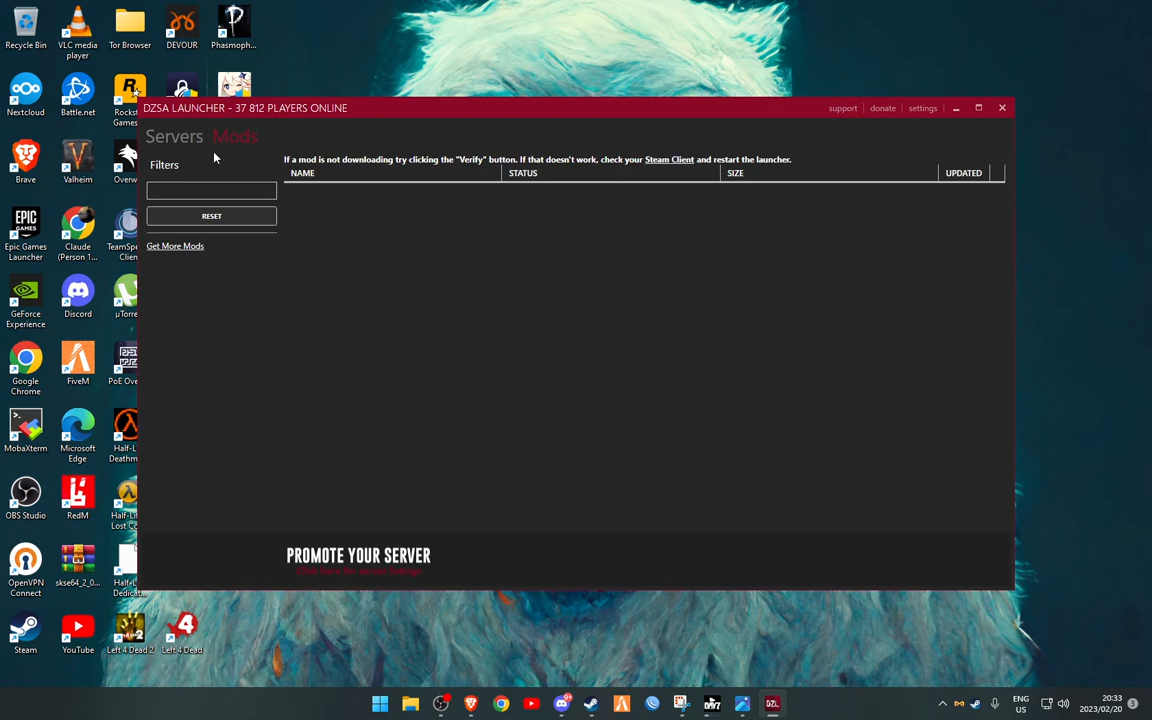 Recycle Bin
VLC media player
Tor Browser
DEVOUR
Phasmoph...
Nextcloud
Battle.net
Rockst Games
DZSA LAUNCHER - 37 812 PLAYERS ONLINE
support
donate
settings
Servers Mods
Filters
If a mod is not downloading try clicking the "Verify" button. If that doesn't work, check your Steam Client and restart the launcher.
NAME
STATUS
SIZE
UPDATED
RESET
Get More Mods
Brave
Valheim
Overw
Epic Games Launcher
Claude (Person 1...
TeamSpe Clien
GeForce Experience
Discord
µTorre
Google Chrome
FiveM
PoE Ove
MobaXterm
Microsoft Edge
Half-L Deathm
OBS Studio
RedM
Half-Lif Lost Co
OpenVPN Connect
skse64_2_0...
Half-L Dedicat
PROMOTE YOUR SERVER
Steam
YouTube
Left 4 Dead 2
Left 4 Dead
ENG US
20:33
2023/02/20
3